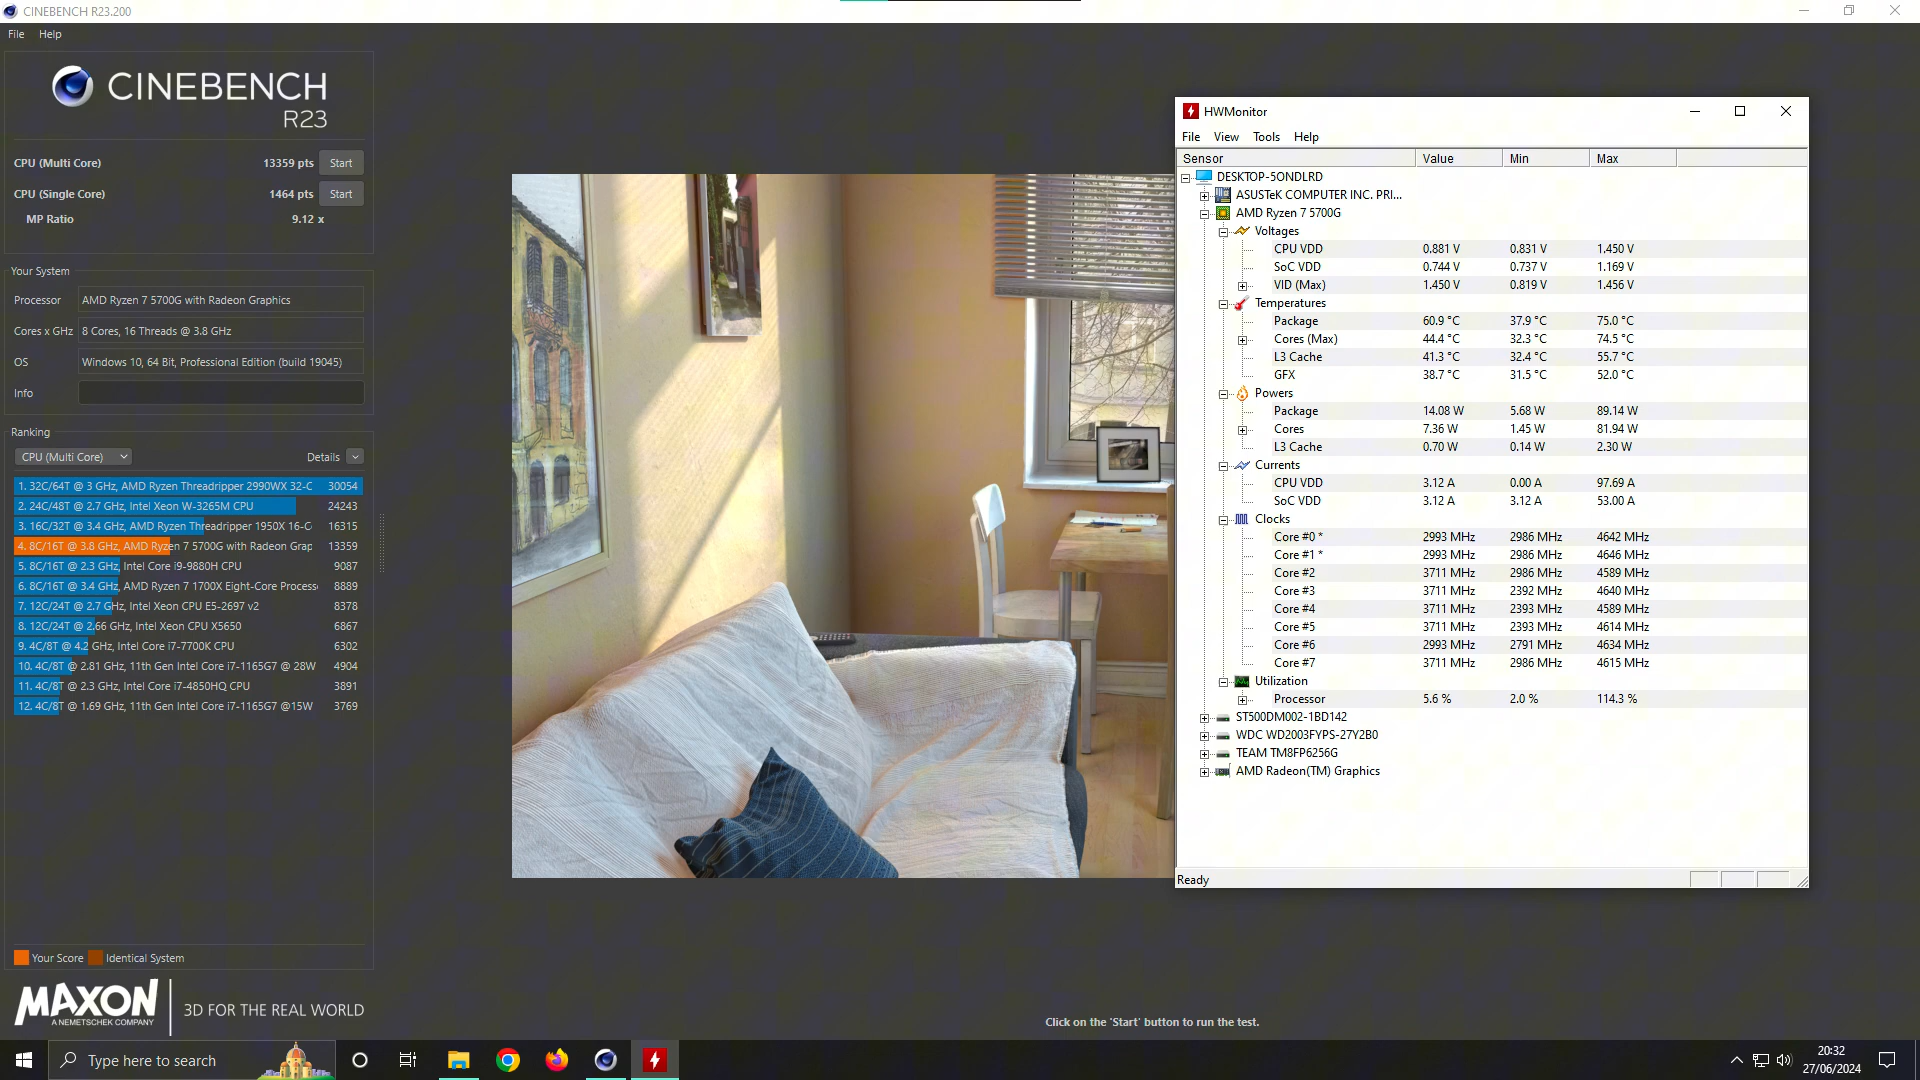 CINEBENCH R23.200
File Help
CINEBENCH
R23
CPU (Multi Core) 13359 pts Start
CPU (Single Core) 1464 pts Start
MP Ratio 9.12 x
Your System
Processor AMD Ryzen 7 5700G with Radeon Graphics
Cores x GHz 8 Cores, 16 Threads @ 3.8 GHz
OS Windows 10, 64 Bit, Professional Edition (build 19045)
Info
Ranking
CPU (Multi Core) Details
1. 32C/64T @ 3 GHz, AMD Ryzen Threadripper 2990WX 32-C 30054
2. 24C/48T @ 2.7 GHz, Intel Xeon W-3265M CPU 24243
3. 16C/32T @ 3.4 GHz, AMD Ryzen Threadripper 1950X 16-C 16315
4. 8C/16T @ 3.8 GHz, AMD Ryzen 7 5700G with Radeon Grap 13359
5. 8C/16T @ 2.3 GHz, Intel Core i9-9880H CPU 9087
6. 8C/16T @ 3.4 GHz, AMD Ryzen 7 1700X Eight-Core Process 8889
7. 12C/24T @ 2.7 GHz, Intel Xeon CPU E5-2697 v2 8378
8. 12C/24T @ 2.66 GHz, Intel Xeon CPU X5650 6867
9. 4C/8T @ 4.2 GHz, Intel Core i7-7700K CPU 6302
10. 4C/8T @ 2.81 GHz, 11th Gen Intel Core i7-1165G7 @ 28W 4904
11. 4C/8T @ 2.3 GHz, Intel Core i7-4850HQ CPU 3891
12. 4C/8T @ 1.69 GHz, 11th Gen Intel Core i7-1165G7 @15W 3769
Your Score Identical System
MAXON
A NEMETSCHEK COMPANY
3D FOR THE REAL WORLD
Click on the 'Start' button to run the test.
HWMonitor
File View Tools Help
Sensor Value Min Max
DESKTOP-5ONDLRD
ASUSTeK COMPUTER INC. PRI...
AMD Ryzen 7 5700G
Voltages
CPU VDD 0.881 V 0.831 V 1.450 V
SoC VDD 0.744 V 0.737 V 1.169 V
VID (Max) 1.450 V 0.819 V 1.456 V
Temperatures
Package 60.9 °C 37.9 °C 75.0 °C
Cores (Max) 44.4 °C 32.3 °C 74.5 °C
L3 Cache 41.3 °C 32.4 °C 55.7 °C
GFX 38.7 °C 31.5 °C 52.0 °C
Powers
Package 14.08 W 5.68 W 89.14 W
Cores 7.36 W 1.45 W 81.94 W
L3 Cache 0.70 W 0.14 W 2.30 W
Currents
CPU VDD 3.12 A 0.00 A 97.69 A
SoC VDD 3.12 A 3.12 A 53.00 A
Clocks
Core #0 * 2993 MHz 2986 MHz 4642 MHz
Core #1 * 2993 MHz 2986 MHz 4646 MHz
Core #2 3711 MHz 2986 MHz 4589 MHz
Core #3 3711 MHz 2392 MHz 4640 MHz
Core #4 3711 MHz 2393 MHz 4589 MHz
Core #5 3711 MHz 2393 MHz 4614 MHz
Core #6 2993 MHz 2791 MHz 4634 MHz
Core #7 3711 MHz 2986 MHz 4615 MHz
Utilization
Processor 5.6 % 2.0 % 114.3 %
ST500DM002-1BD142
WDC WD2003FYPS-27Y2B0
TEAM TM8FP6256G
AMD Radeon(TM) Graphics
Ready
Type here to search
20:32
27/06/2024